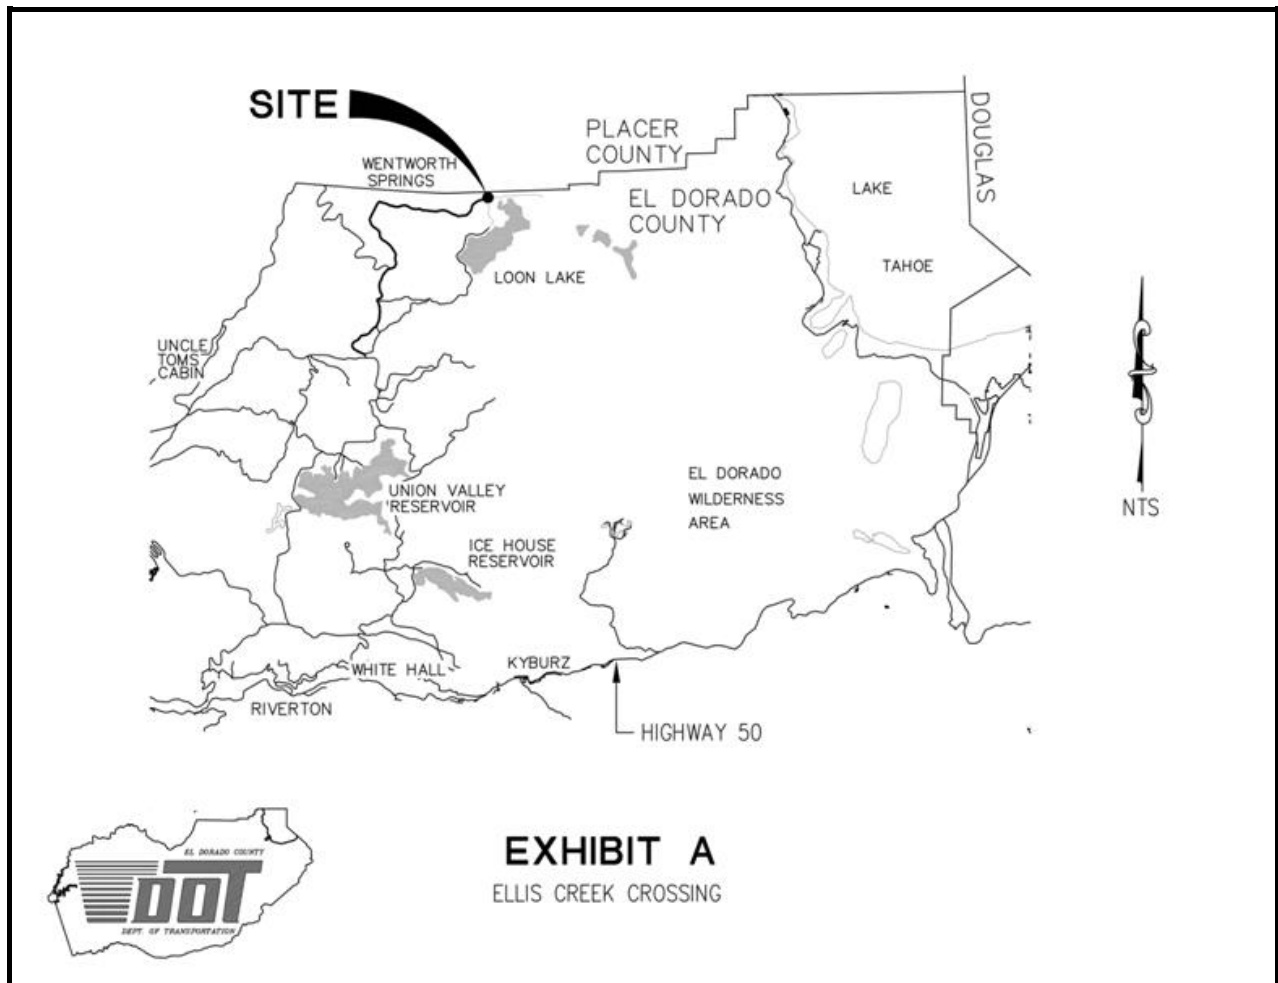 SITE
PLACER
COUNTY
DOUGLAS
WENTWORTH
SPRINGS
EL DORADO
COUNTY
LAKE
TAHOE
LOON LAKE
UNCLE
TOMS
CABIN
EL DORADO
WILDERNESS
AREA
UNION VALLEY
RESERVOIR
NTS
ICE HOUSE
RESERVOIR
WHITE HALL
KYBURZ
RIVERTON
HIGHWAY 50
EXHIBIT A
ELLIS CREEK CROSSING
EL DORADO COUNTY
DOT
DEPT. OF TRANSPORTATION